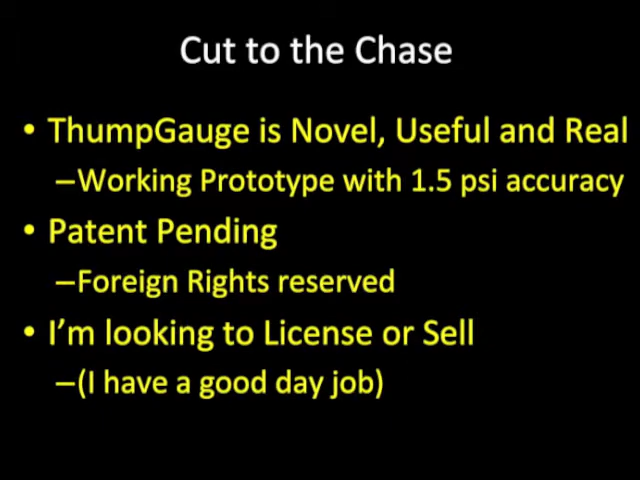 Cut to the Chase
• ThumpGauge is Novel, Useful and Real
–Working Prototype with 1.5 psi accuracy
• Patent Pending
–Foreign Rights reserved
• I’m looking to License or Sell
–(I have a good day job)